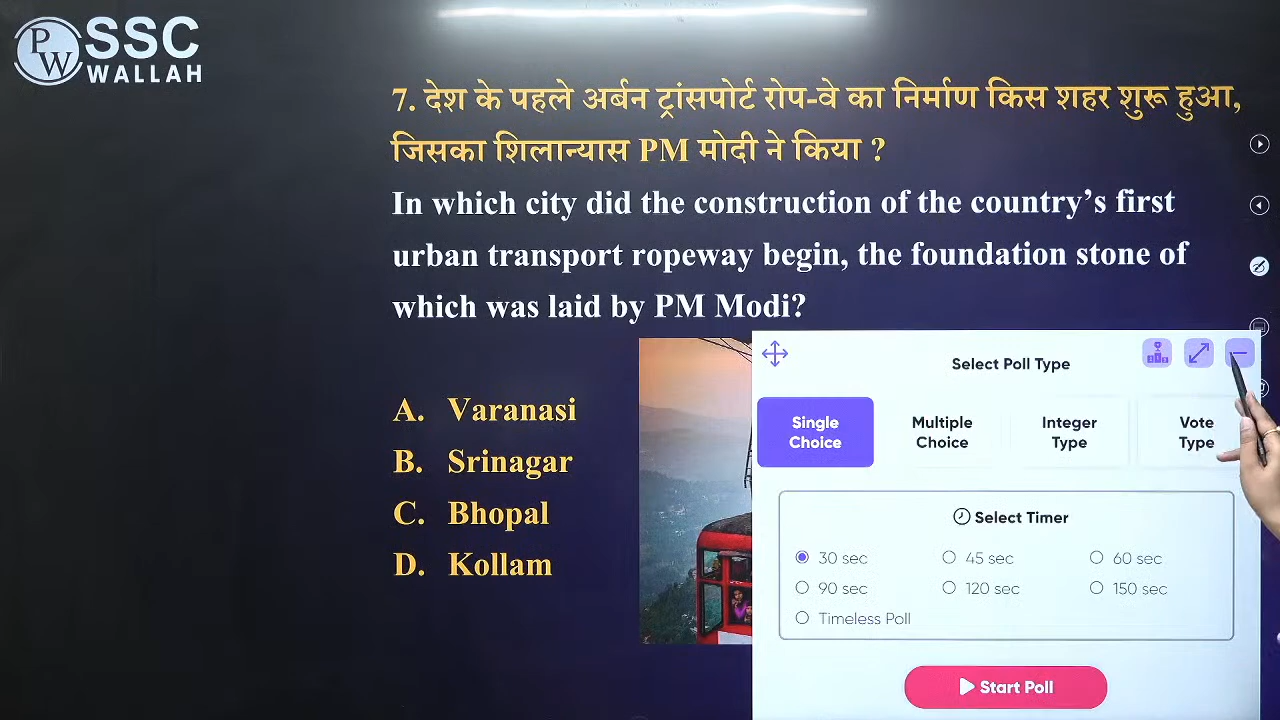 PW SSC
WALLAH
7. देश के पहले अर्बन ट्रांसपोर्ट रोप-वे का निर्माण किस शहर शुरू हुआ,
जिसका शिलान्यास PM मोदी ने किया ?
In which city did the construction of the country’s first
urban transport ropeway begin, the foundation stone of
which was laid by PM Modi?
A. Varanasi
B. Srinagar
C. Bhopal
D. Kollam
Select Poll Type
Single Choice
Multiple Choice
Integer Type
Vote Type
Select Timer
30 sec 45 sec 60 sec
90 sec 120 sec 150 sec
Timeless Poll
Start Poll